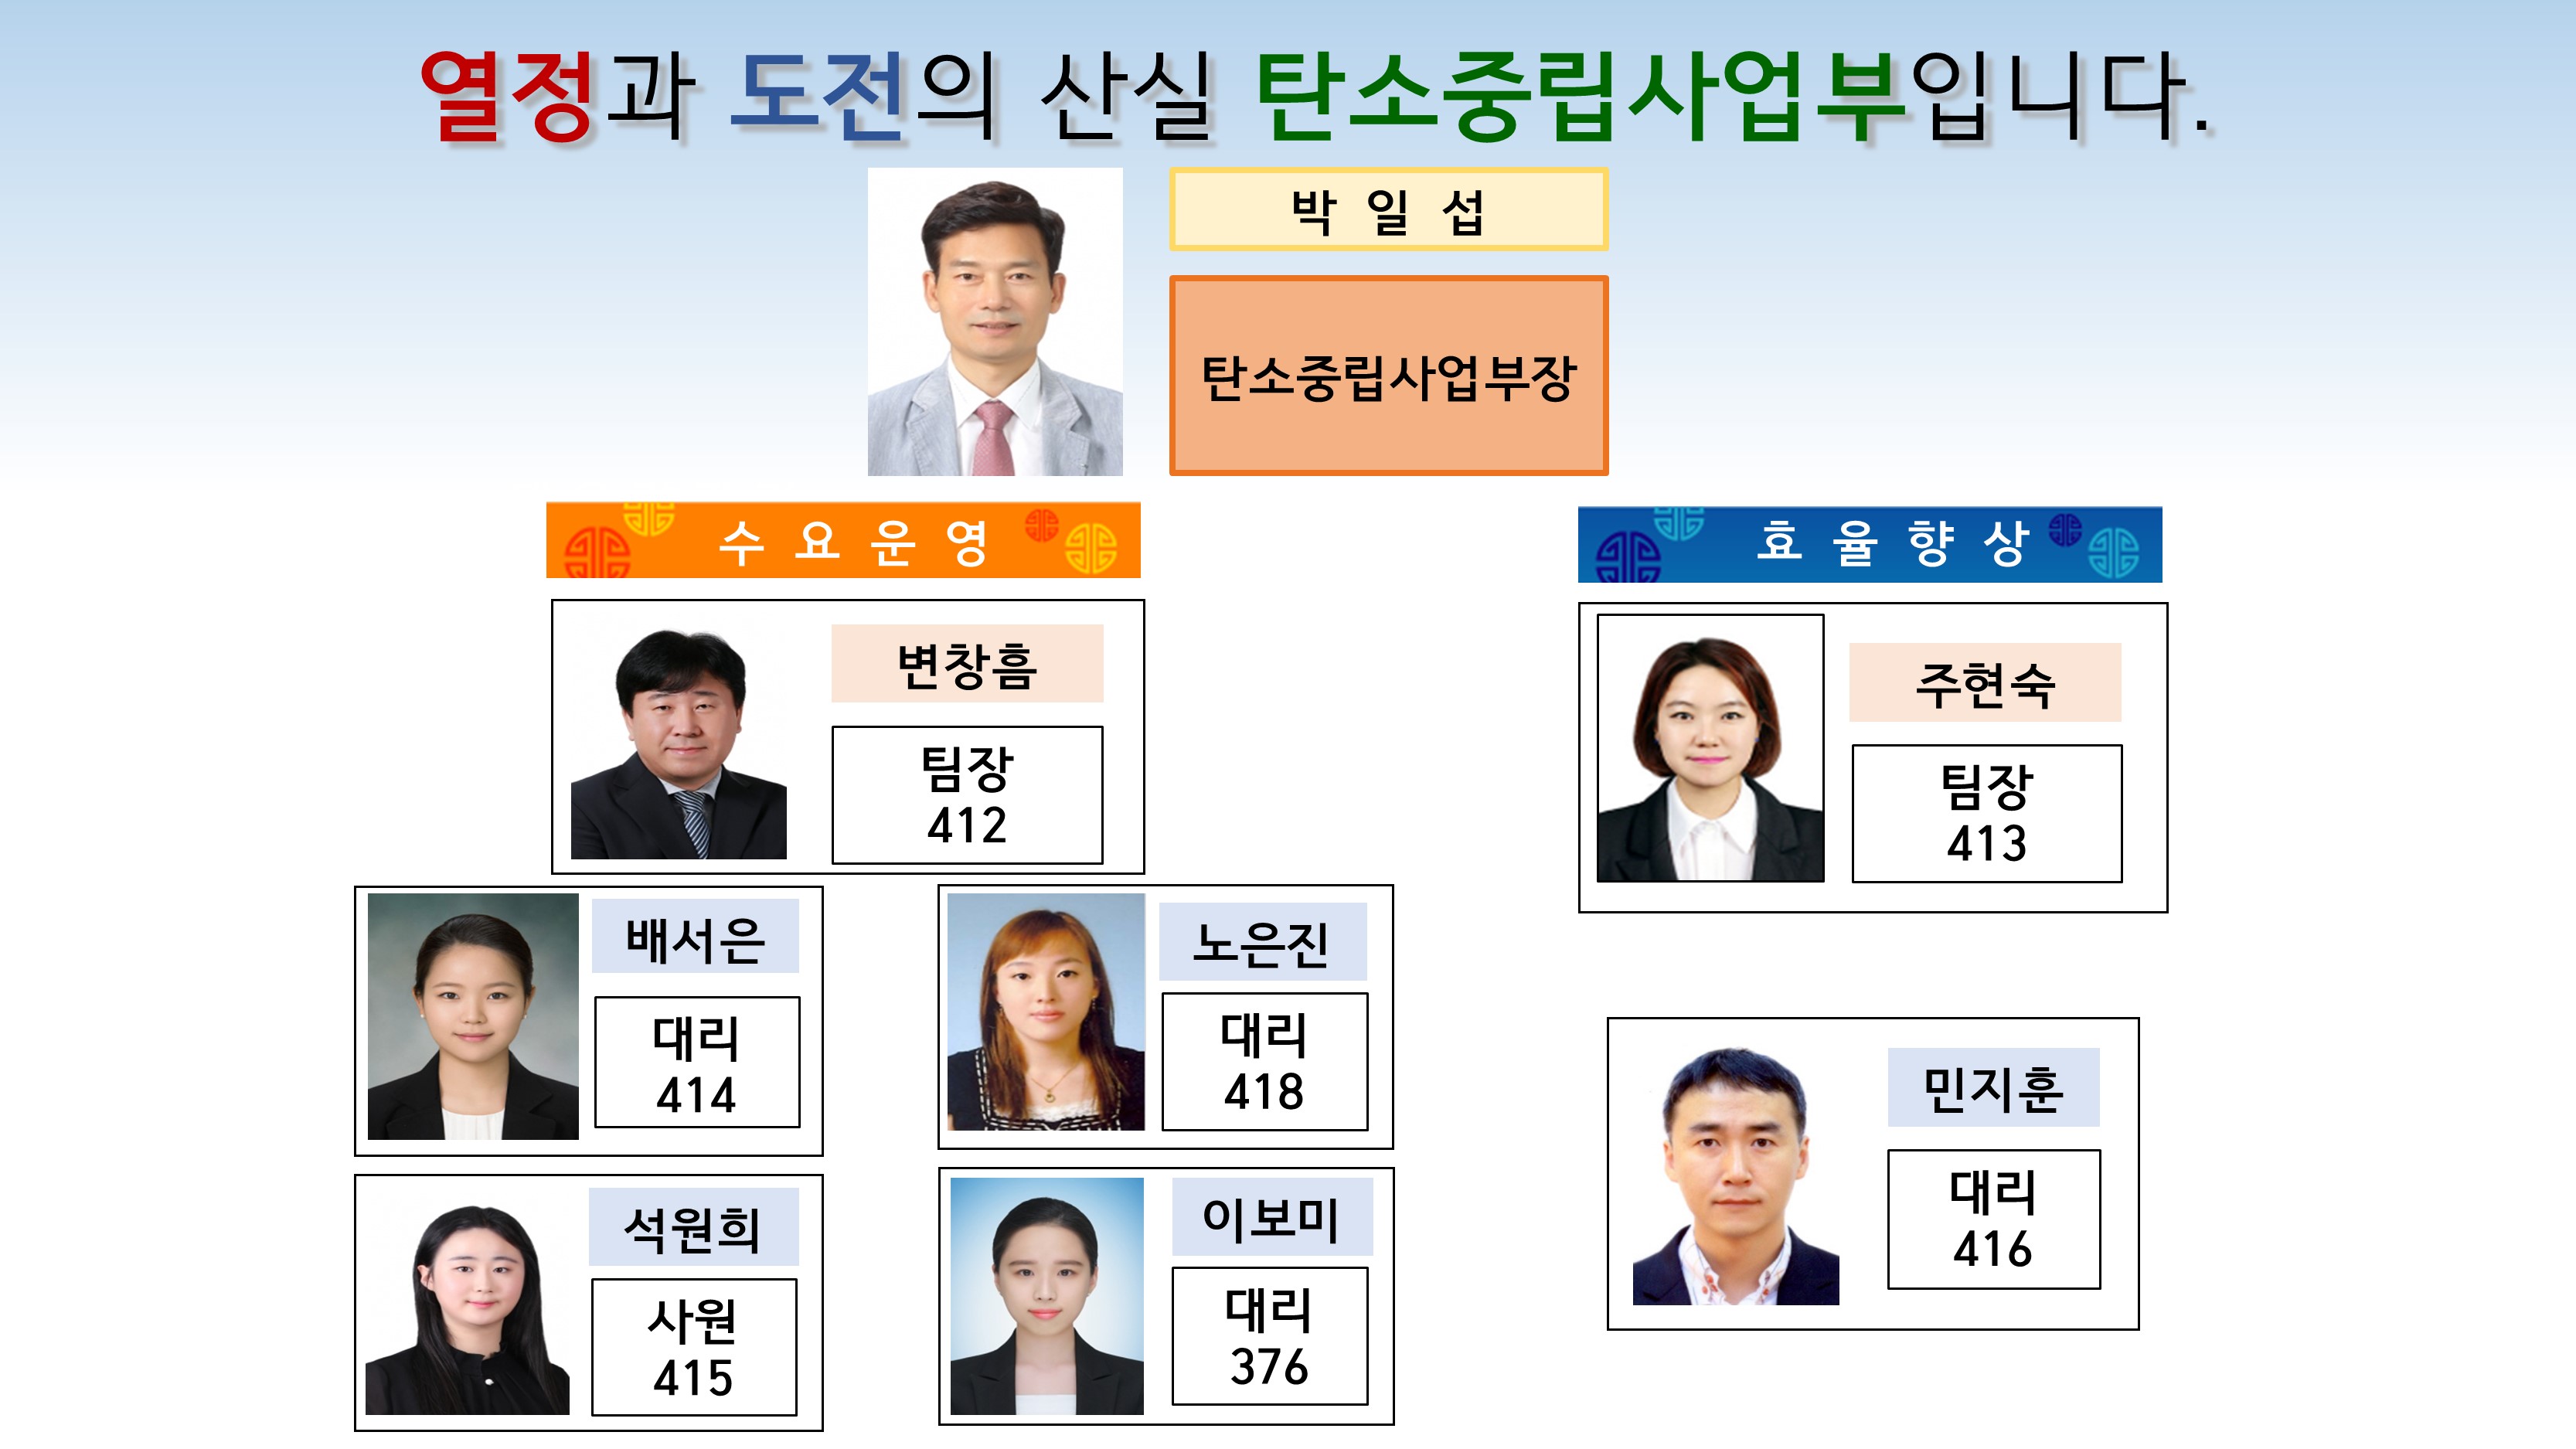 열정과 도전의 산실 탄소중립사업부입니다.
박 일 섭
탄소중립사업부장
수 요 운 영
변창흠
팀장
412
배서은
대리
414
노은진
대리
418
석원희
사원
415
이보미
대리
376
효 율 향 상
주현숙
팀장
413
민지훈
대리
416